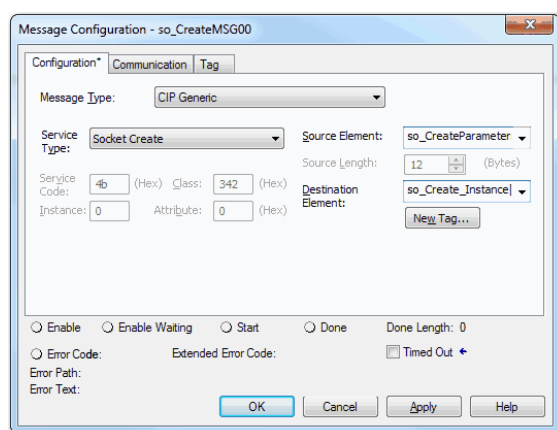 Message Configuration - so_CreateMSG00
Configuration* Communication Tag
Message Type: CIP Generic
Service Type: Socket Create
Source Element: so_CreateParameter
Source Length: 12 (Bytes)
Service Code: 4b (Hex) Class: 342 (Hex)
Destination Element: so_Create_Instance
Instance: 0 Attribute: 0 (Hex)
New Tag...
Enable Enable Waiting Start Done Done Length: 0
Error Code: Extended Error Code: Timed Out
Error Path:
Error Text:
OK Cancel Apply Help